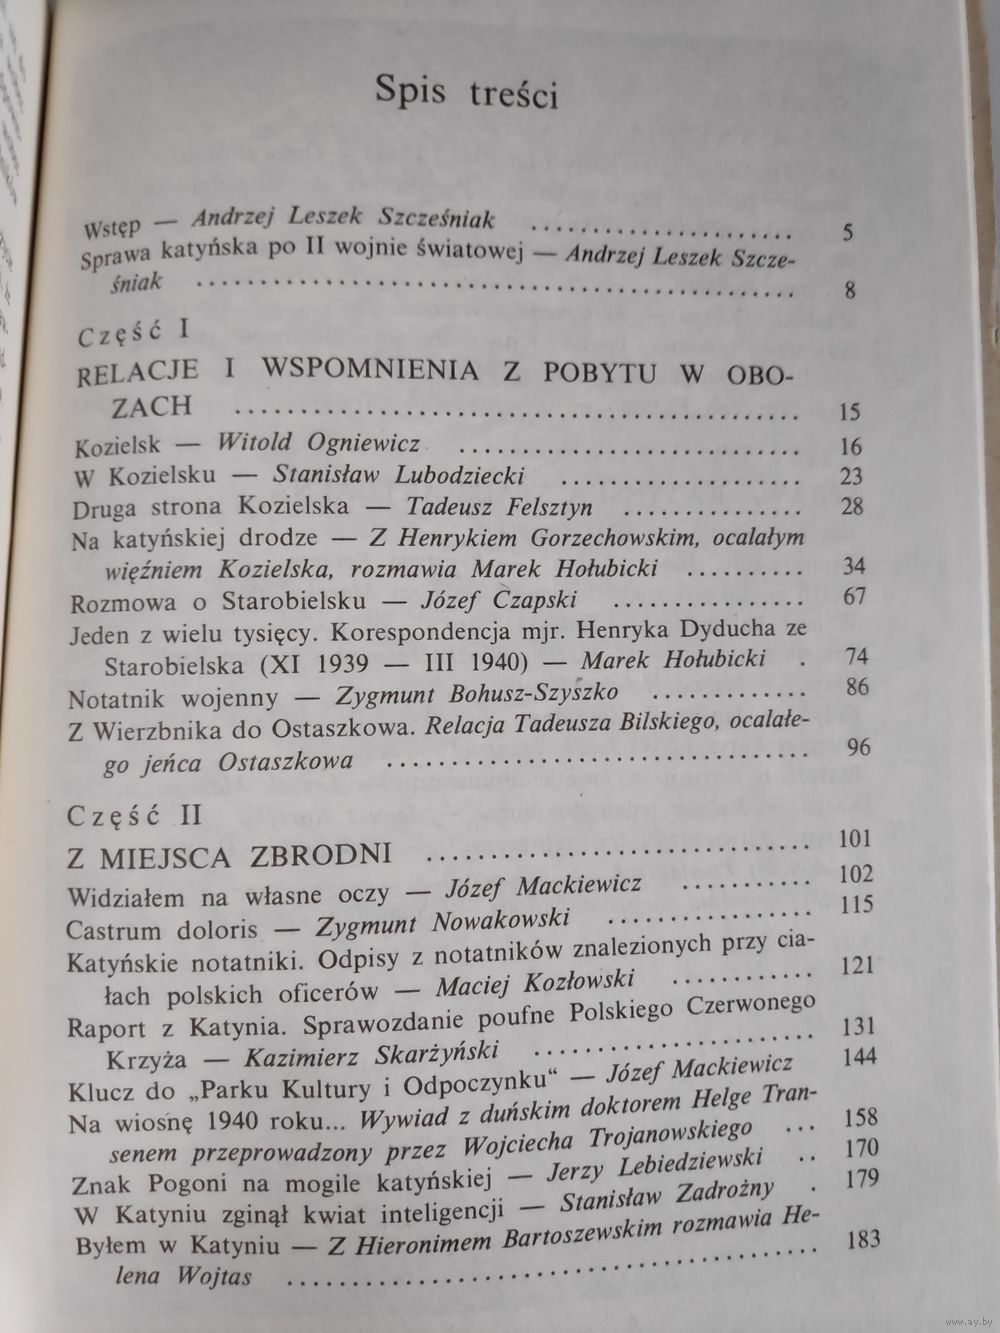 Spis treści
Wstęp — Andrzej Leszek Szcześniak ..................... 5
Sprawa katyńska po II wojnie światowej — Andrzej Leszek Szcze-
śniak ..................... 8
Część I
RELACJE I WSPOMNIENIA Z POBYTU W OBO-
ZACH ..................... 15
Kozielsk — Witold Ogniewicz ..................... 16
W Kozielsku — Stanisław Lubodziecki ..................... 23
Druga strona Kozielska — Tadeusz Felsztyn ............... 28
Na katyńskiej drodze — Z Henrykiem Gorzechowskim, ocalałym
więźniem Kozielska, rozmawia Marek Hołubicki .......... 34
Rozmowa o Starobielsku — Józef Czapski ................ 67
Jeden z wielu tysięcy. Korespondencja mjr. Henryka Dyducha ze
Starobielska (XI 1939 — III 1940) — Marek Hołubicki . 74
Notatnik wojenny — Zygmunt Bohusz-Szyszko ............. 86
Z Wierzbnika do Ostaszkowa. Relacja Tadeusza Bilskiego, ocalałe-
go jeńca Ostaszkowa ..................... 96
Część II
Z MIEJSCA ZBRODNI ..................... 101
Widziałem na własne oczy — Józef Mackiewicz ........... 102
Castrum doloris — Zygmunt Nowakowski ................. 115
Katyńskie notatniki. Odpisy z notatników znalezionych przy cia-
łach polskich oficerów — Maciej Kozłowski ............ 121
Raport z Katynia. Sprawozdanie poufne Polskiego Czerwonego
Krzyża — Kazimierz Skarżyński ..................... 131
Klucz do „Parku Kultury i Odpoczynku“ — Józef Mackiewicz 144
Na wiosnę 1940 roku... Wywiad z duńskim doktorem Helge Tran-
senem przeprowadzony przez Wojciecha Trojanowskiego ... 158
Znak Pogoni na mogile katyńskiej — Jerzy Lebiedziewski .. 170
W Katyniu zginął kwiat inteligencji — Stanisław Zadrożny . 179
Byłem w Katyniu — Z Hieronimem Bartoszewskim rozmawia He-
lena Wojtas ..................... 183
www.ay.by